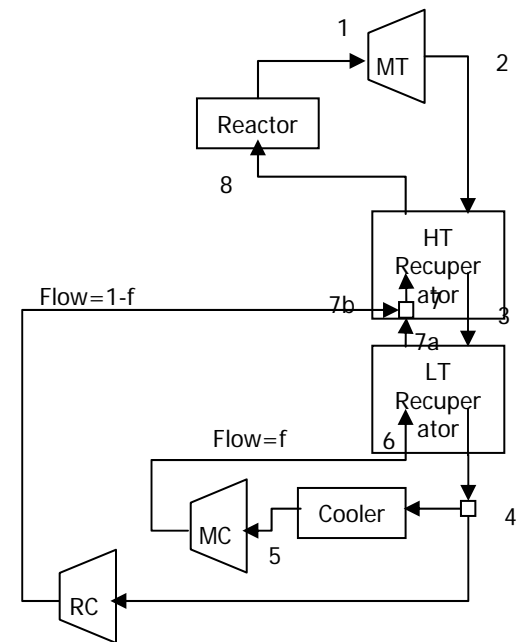 1
MT
2
Reactor
8
HT
Recuper
ator
7
Flow=1-f
7b
3
7a
LT
Recuper
ator
6
Flow=f
MC
5
Cooler
4
RC